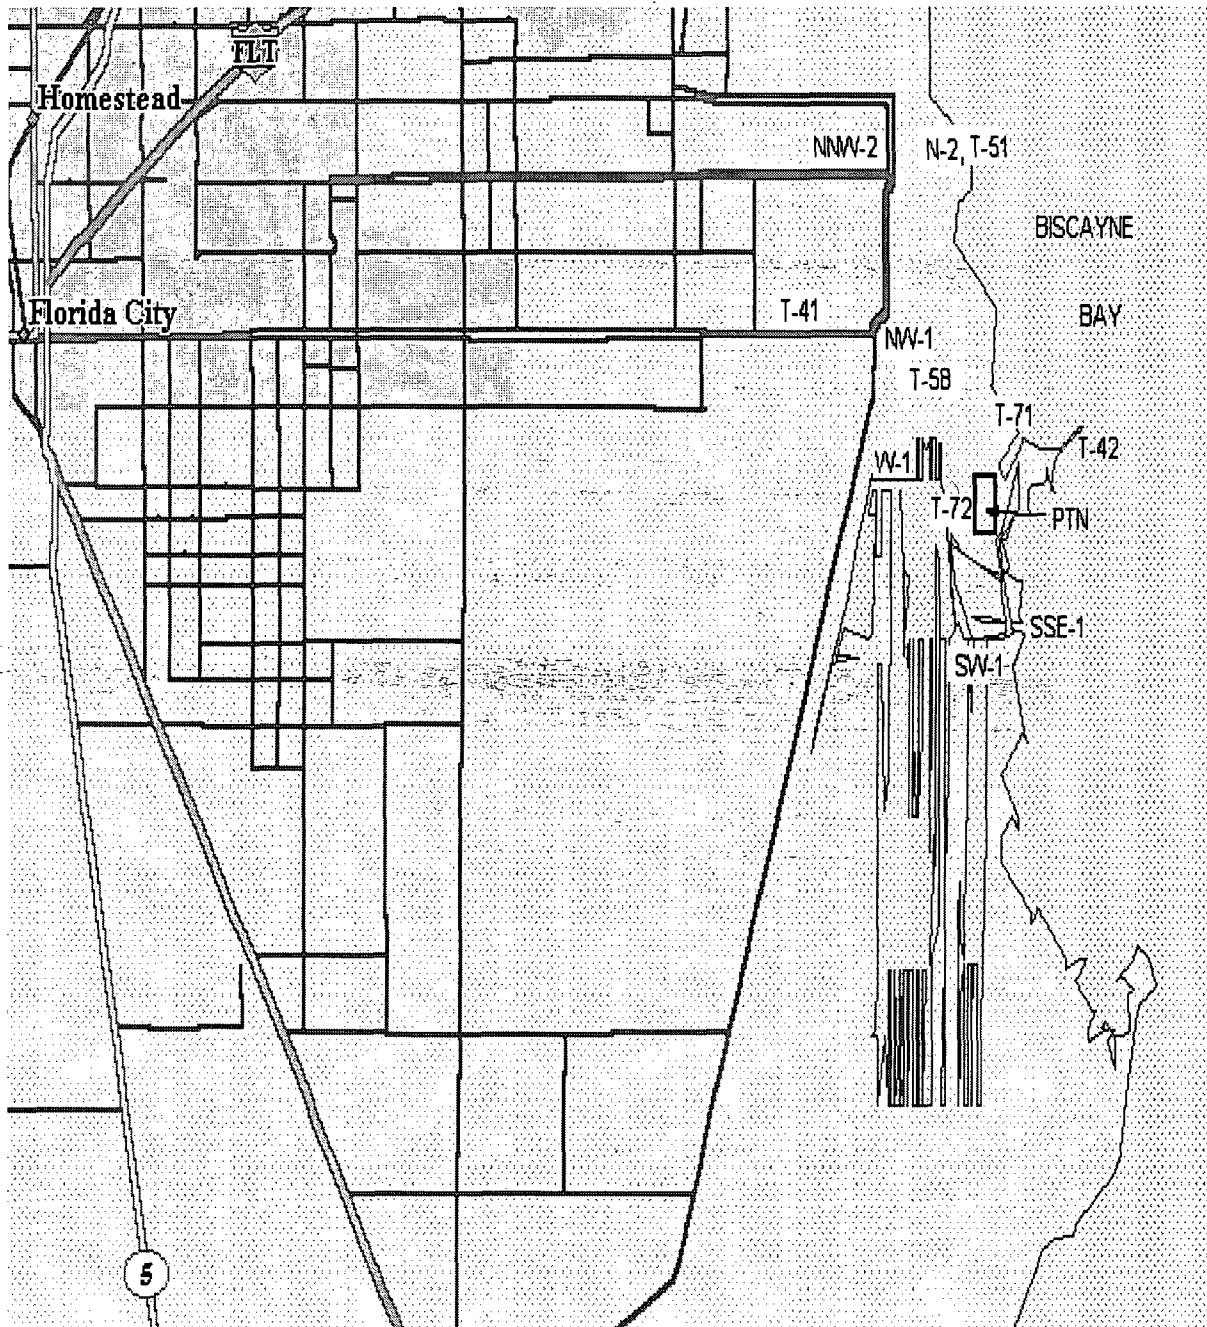 FLT
Homestead
NNW-2
N-2, T-51
BISCAYNE
BAY
Florida City
T-41
NW-1
T-58
T-71
T-42
W-1
T-72
PTN
SSE-1
SW-1
5